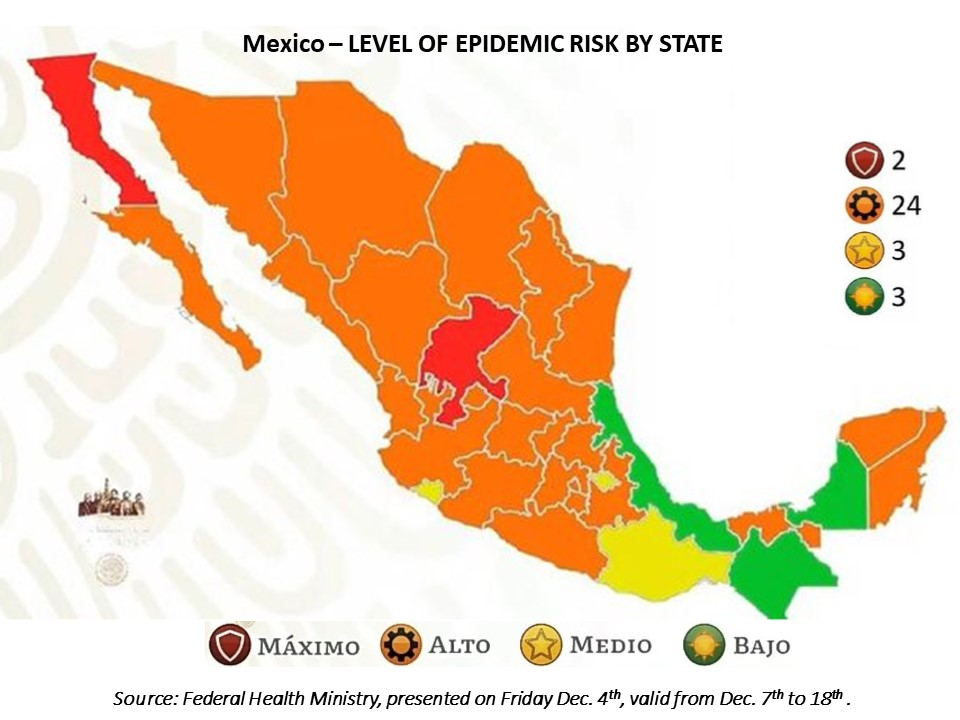 Mexico – LEVEL OF EPIDEMIC RISK BY STATE
2
24
3
3
MÁXIMO ALTO MEDIO BAJO
Source: Federal Health Ministry, presented on Friday Dec. 4th, valid from Dec. 7th to 18th .